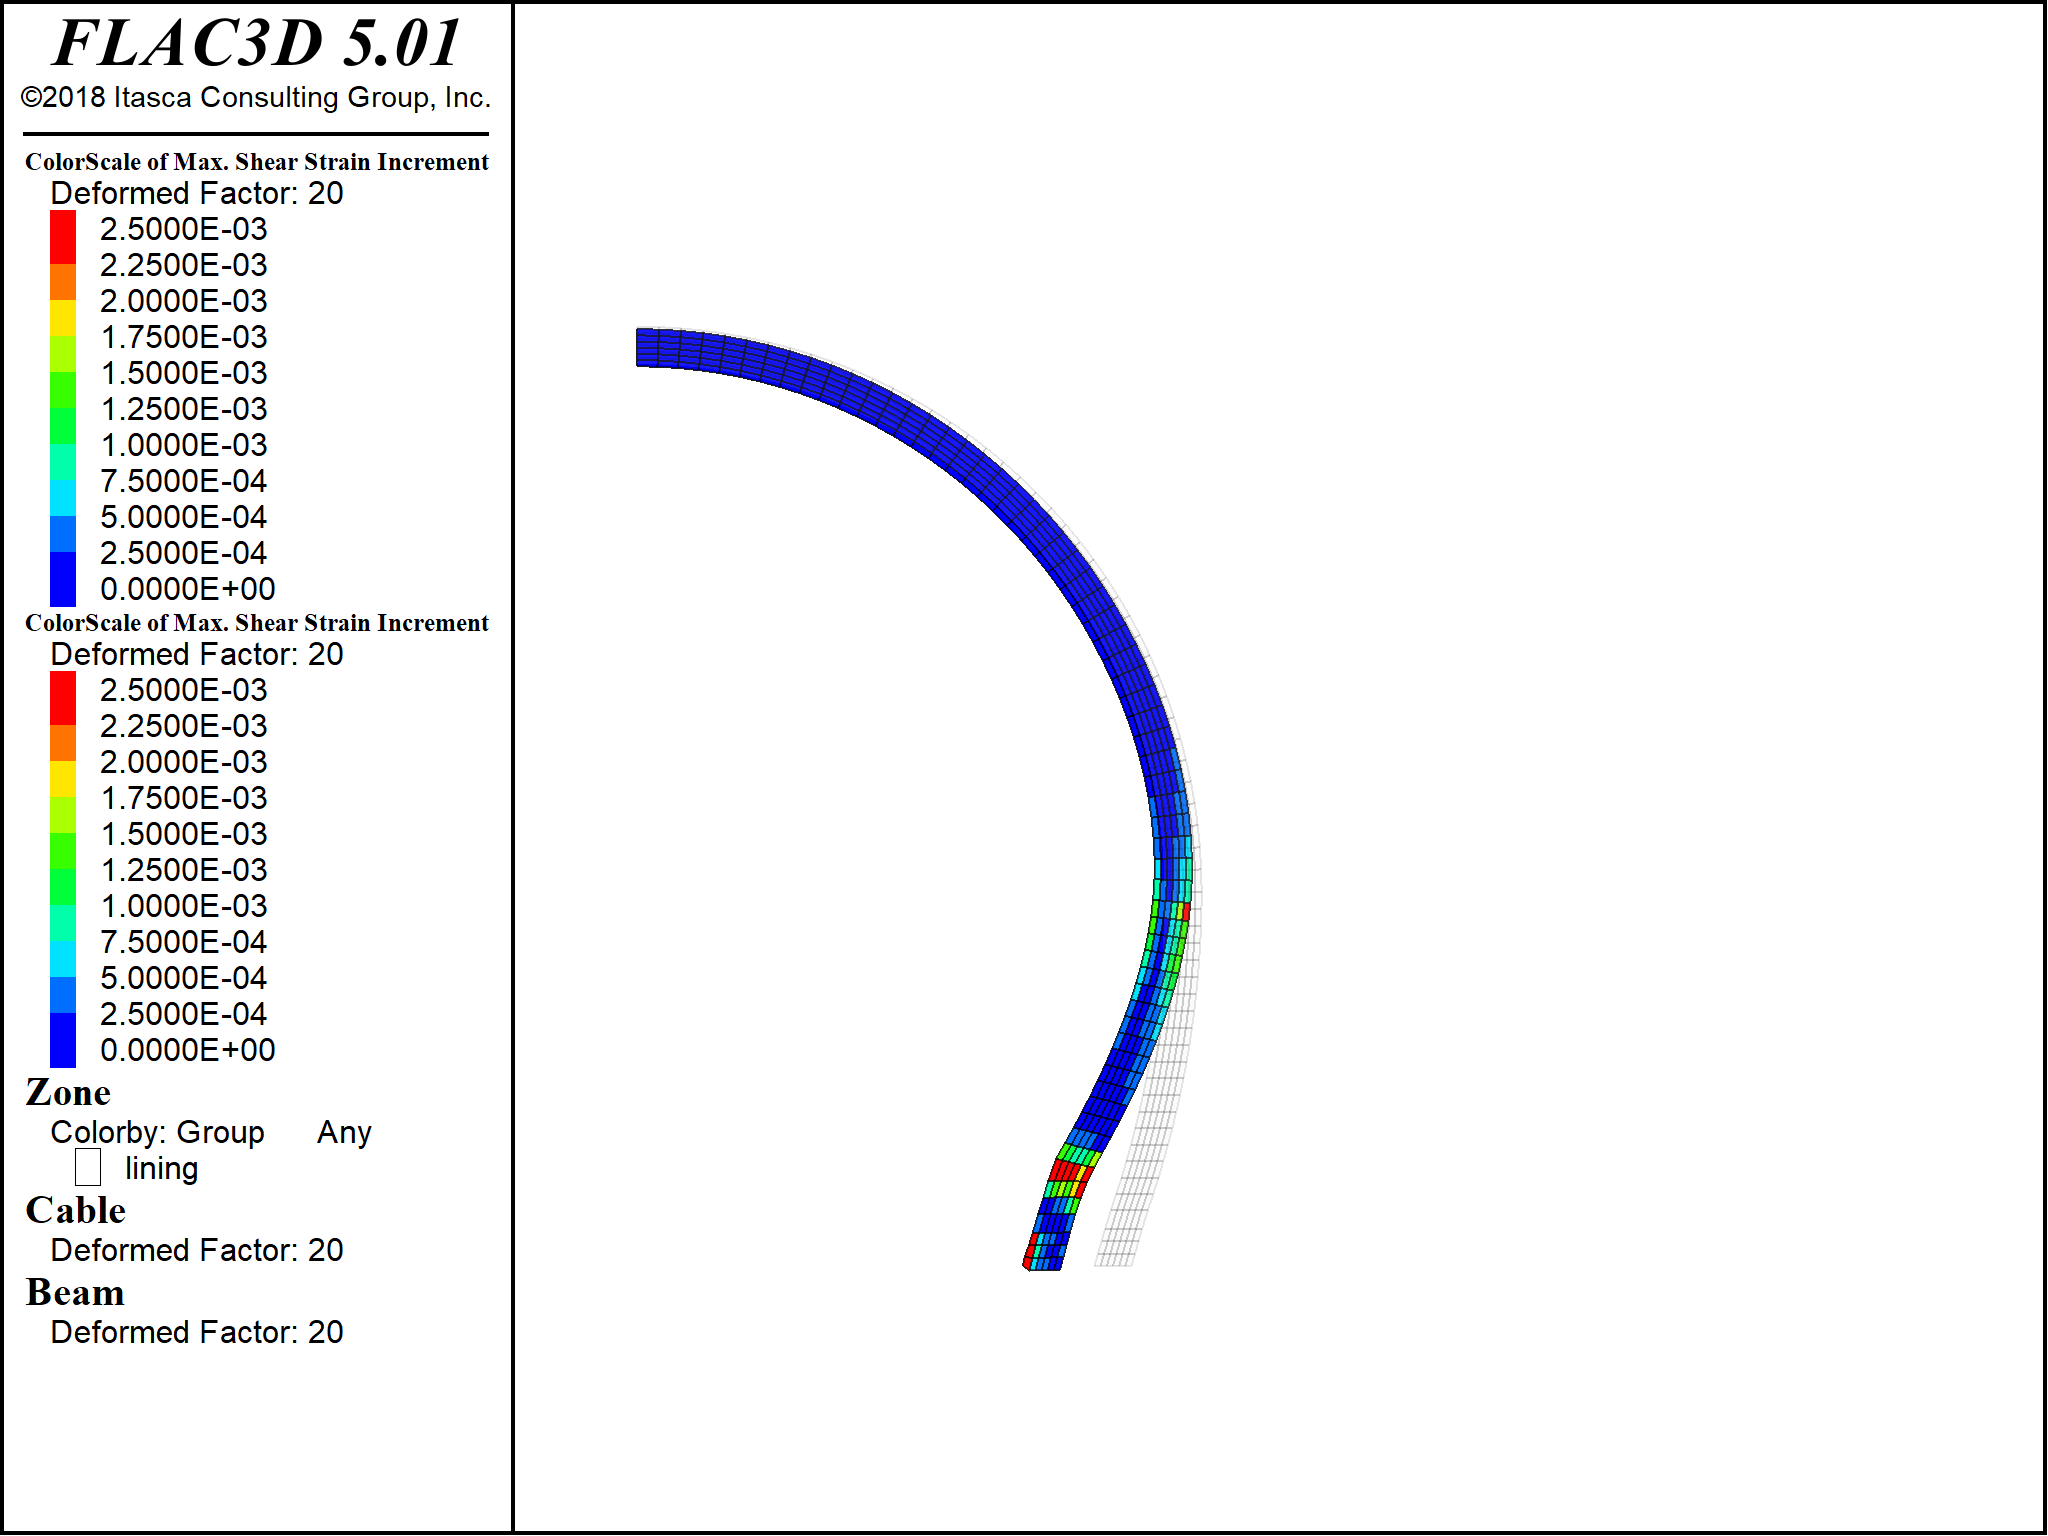 FLAC3D 5.01
©2018 Itasca Consulting Group, Inc.
ColorScale of Max. Shear Strain Increment
Deformed Factor: 20
2.5000E-03
2.2500E-03
2.0000E-03
1.7500E-03
1.5000E-03
1.2500E-03
1.0000E-03
7.5000E-04
5.0000E-04
2.5000E-04
0.0000E+00
ColorScale of Max. Shear Strain Increment
Deformed Factor: 20
2.5000E-03
2.2500E-03
2.0000E-03
1.7500E-03
1.5000E-03
1.2500E-03
1.0000E-03
7.5000E-04
5.0000E-04
2.5000E-04
0.0000E+00
Zone
Colorby: Group Any
lining
Cable
Deformed Factor: 20
Beam
Deformed Factor: 20